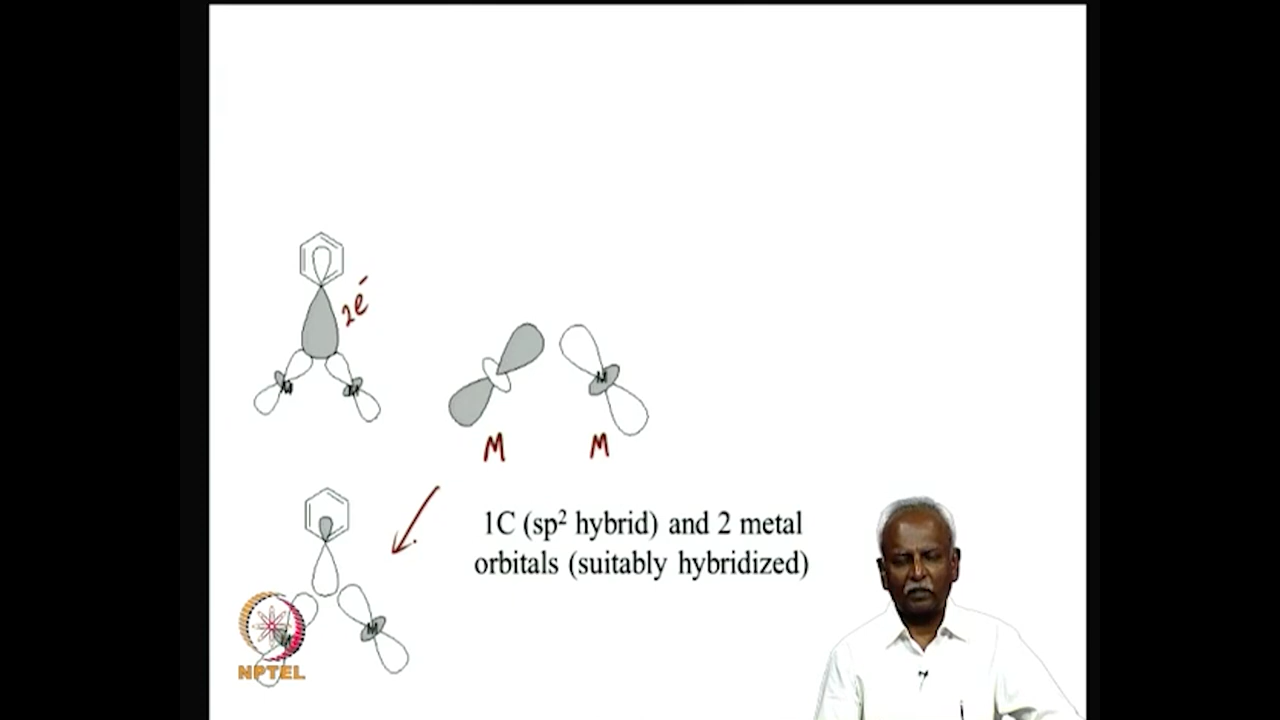 2e⁻
M
M
M
M
M
1C (sp² hybrid) and 2 metal
orbitals (suitably hybridized)
M
M
NPTEL